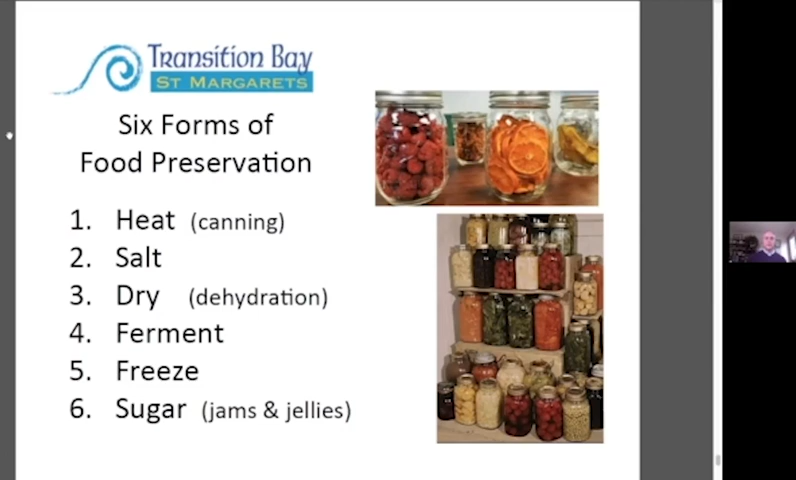 Transition Bay
St Margarets
Six Forms of
Food Preservation
1. Heat (canning)
2. Salt
3. Dry (dehydration)
4. Ferment
5. Freeze
6. Sugar (jams & jellies)